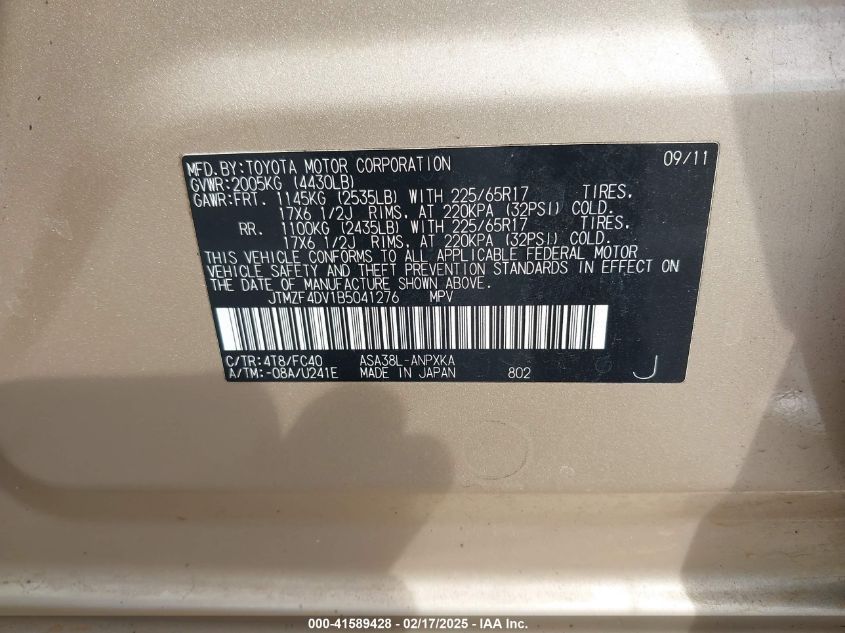 MFD. BY:TOYOTA MOTOR CORPORATION 09/11
GVWR:2005KG (4430LB)
GAWR:FRT. 1145KG (2535LB) WITH 225/65R17 TIRES,
17X6 1/2J RIMS, AT 220KPA (32PSI) COLD.
RR. 1100KG (2435LB) WITH 225/65R17 TIRES,
17X6 1/2J RIMS, AT 220KPA (32PSI) COLD.
THIS VEHICLE CONFORMS TO ALL APPLICABLE FEDERAL MOTOR
VEHICLE SAFETY AND THEFT PREVENTION STANDARDS IN EFFECT ON
THE DATE OF MANUFACTURE SHOWN ABOVE.
JTMZF4DV1B5041276 MPV
C/TR:4T8/FC40 ASA38L-ANPXKA
A/TM:-08A/U241E MADE IN JAPAN 802 J
000-41589428 - 02/17/2025 - IAA Inc.